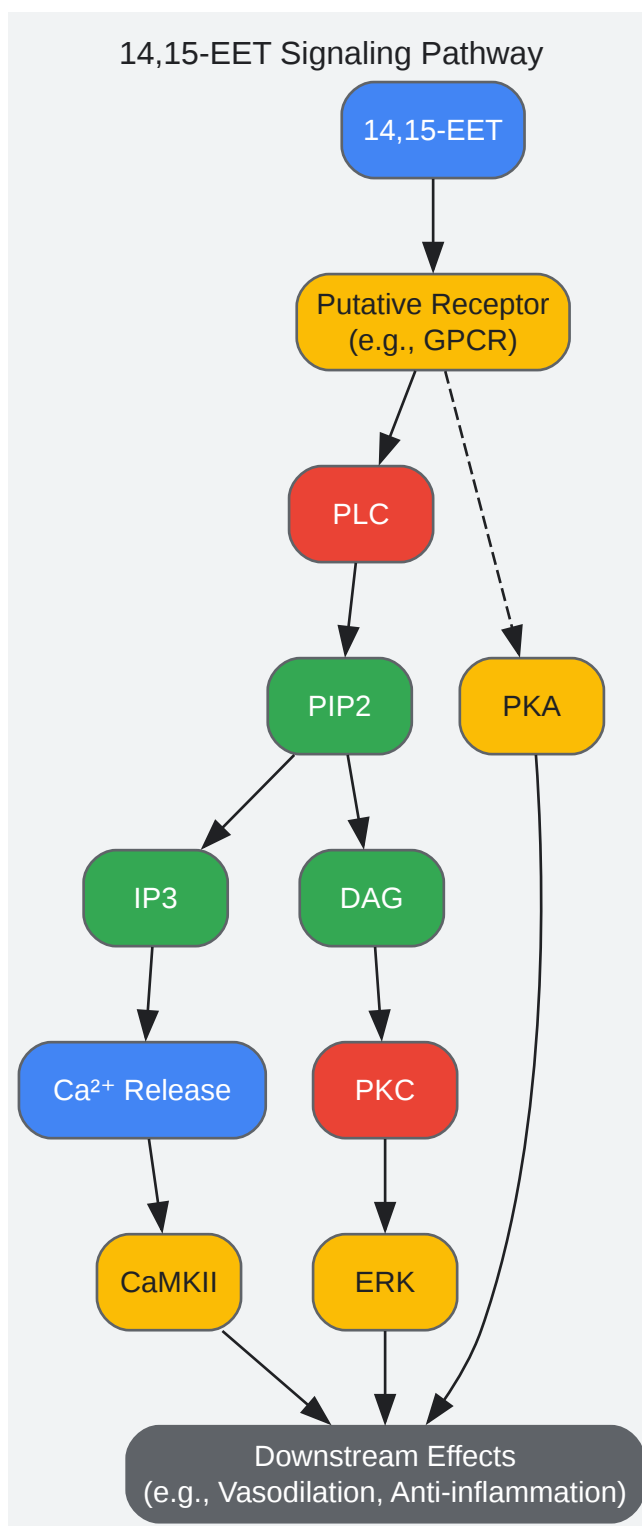 14,15-EET Signaling Pathway
14,15-EET
Putative Receptor
(e.g., GPCR)
PLC
PIP2
PKA
IP3
DAG
Ca²⁺ Release
PKC
CaMKII
ERK
Downstream Effects
(e.g., Vasodilation, Anti-inflammation)